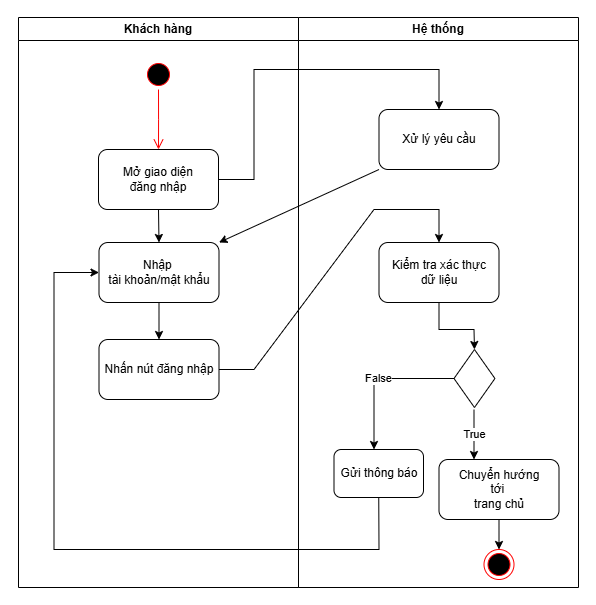 Khách hàng
Hệ thống
Xử lý yêu cầu
Mở giao diện
đăng nhập
Nhập
tài khoản/mật khẩu
Kiểm tra xác thực
dữ liệu
Nhấn nút đăng nhập
False
True
Gửi thông báo
Chuyển hướng
tới
trang chủ